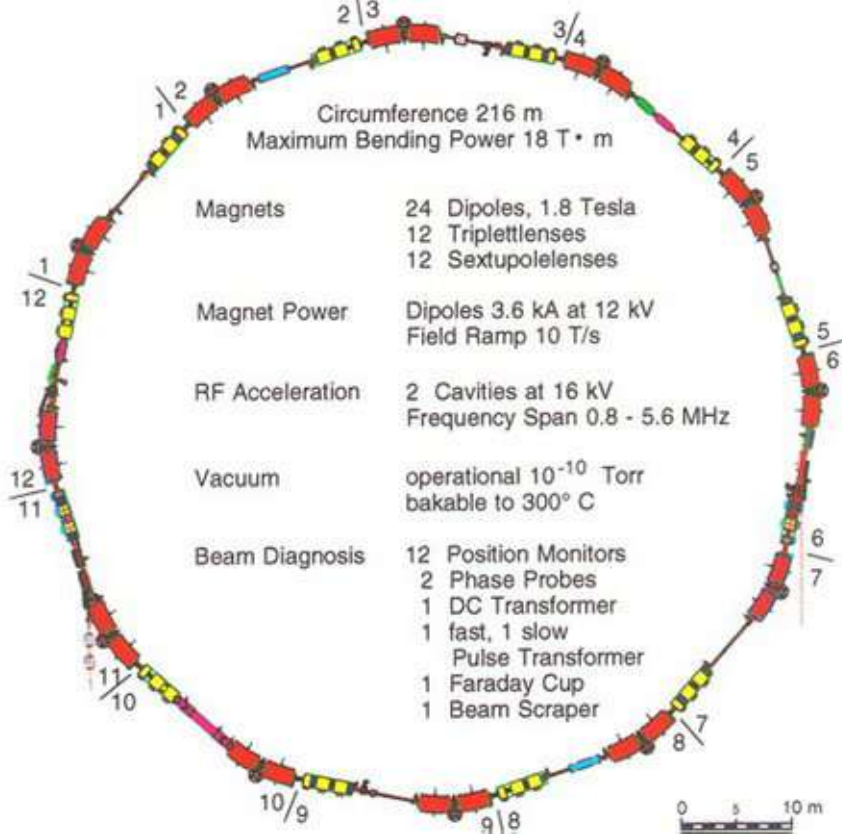 2/3
3/4
1/2
Circumference 216 m
Maximum Bending Power 18 T • m
4/5
Magnets 24 Dipoles, 1.8 Tesla
12 Triplettlenses
12 Sextupolelenses
1/12
Magnet Power Dipoles 3.6 kA at 12 kV
Field Ramp 10 T/s
5/6
RF Acceleration 2 Cavities at 16 kV
Frequency Span 0.8 - 5.6 MHz
12/11
Vacuum operational 10⁻¹⁰ Torr
bakable to 300° C
6/7
Beam Diagnosis 12 Position Monitors
2 Phase Probes
1 DC Transformer
1 fast, 1 slow
Pulse Transformer
1 Faraday Cup
1 Beam Scraper
11/10
8/7
10/9
9/8
0 5 10 m